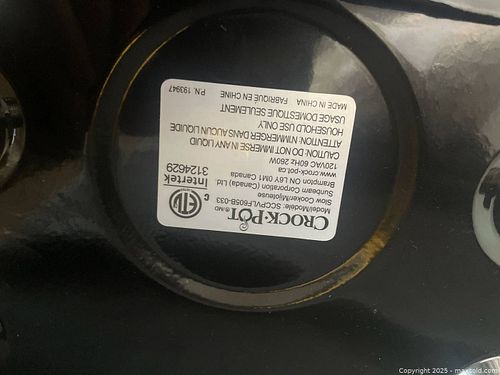 CROCK·POT ®/MD
Model/Modèle: SCCPVLF605B-033
Slow Cooker/Mijoteuse
Sunbeam Corporation (Canada) Ltd.
Brampton ON L6Y 0M1 Canada
www.crock-pot.ca
120VAC 60Hz 260W
CAUTION: DO NOT IMMERSE IN ANY LIQUID
ATTENTION: N'IMMERGER DANS AUCUN LIQUIDE
HOUSEHOLD USE ONLY
USAGE DOMESTIQUE SEULEMENT
MADE IN CHINA FABRIQUÉ EN CHINE P.N. 193947
ETL
C
Intertek
3124629
Copyright 2025 - maxsold.com